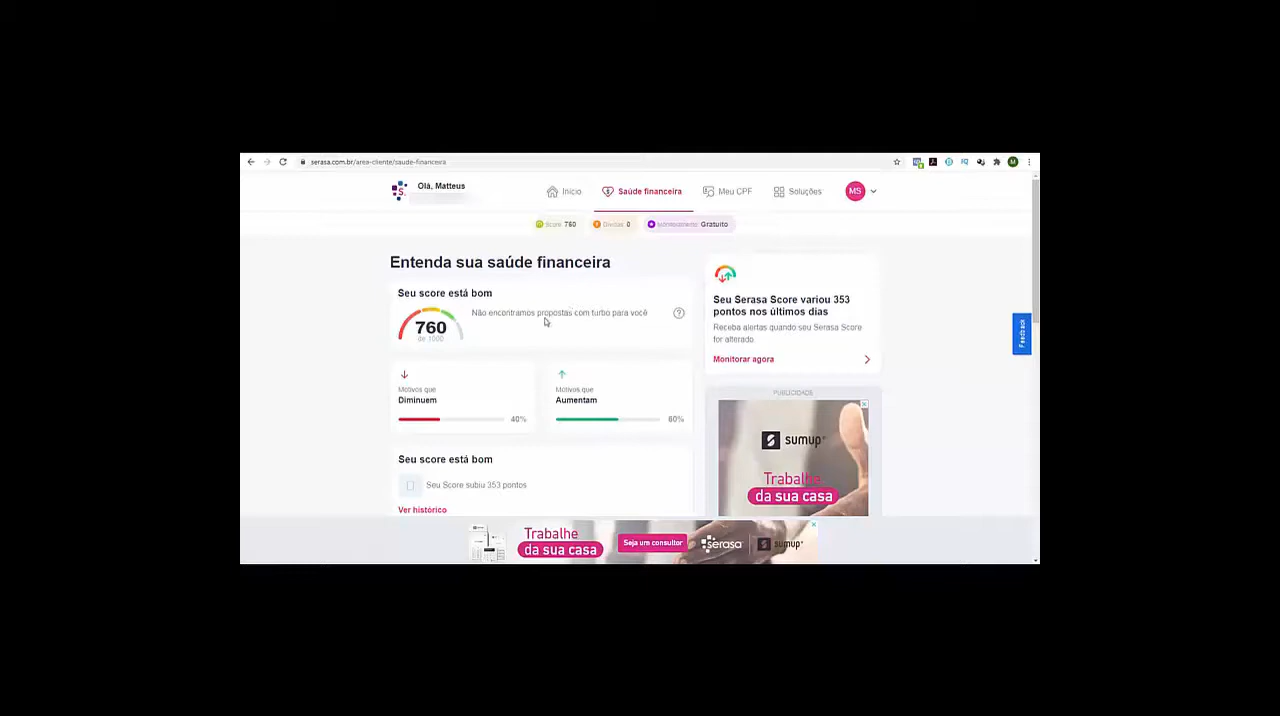 serasa.com.br/area-cliente/saude-financeira
Olá, Matteus
Início
Saúde financeira
Meu CPF
Soluções
MS
Score 760
Dívidas 0
Monitoramento Gratuito
Entenda sua saúde financeira
Seu score está bom
760
de 1000
Não encontramos propostas com turbo para você
Motivos que
Diminuem
40%
Motivos que
Aumentam
60%
Seu score está bom
Seu Score subiu 353 pontos
Ver histórico
Seu Serasa Score variou 353
pontos nos últimos dias
Receba alertas quando seu Serasa Score
for alterado
Monitorar agora
Feedback
PUBLICIDADE
sumup
Trabalhe
da sua casa
Trabalhe
da sua casa
Seja um consultor
serasa
sumup